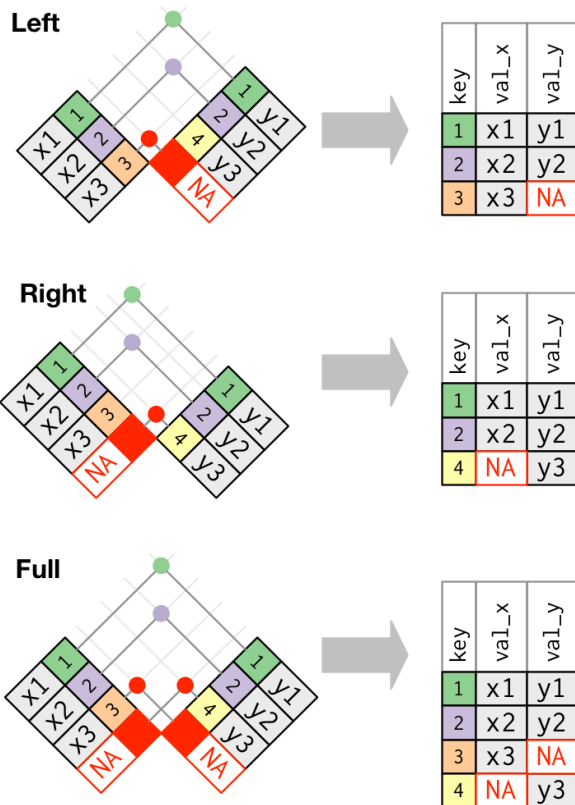 Left
1 x1
2 x2
3 x3
1 y1
2 y2
4 y3
NA
key val_x val_y
1 x1 y1
2 x2 y2
3 x3 NA
Right
1 x1
2 x2
3 x3
NA
1 y1
2 y2
4 y3
key val_x val_y
1 x1 y1
2 x2 y2
4 NA y3
Full
1 x1
2 x2
3 x3
NA
1 y1
2 y2
4 y3
NA
key val_x val_y
1 x1 y1
2 x2 y2
3 x3 NA
4 NA y3